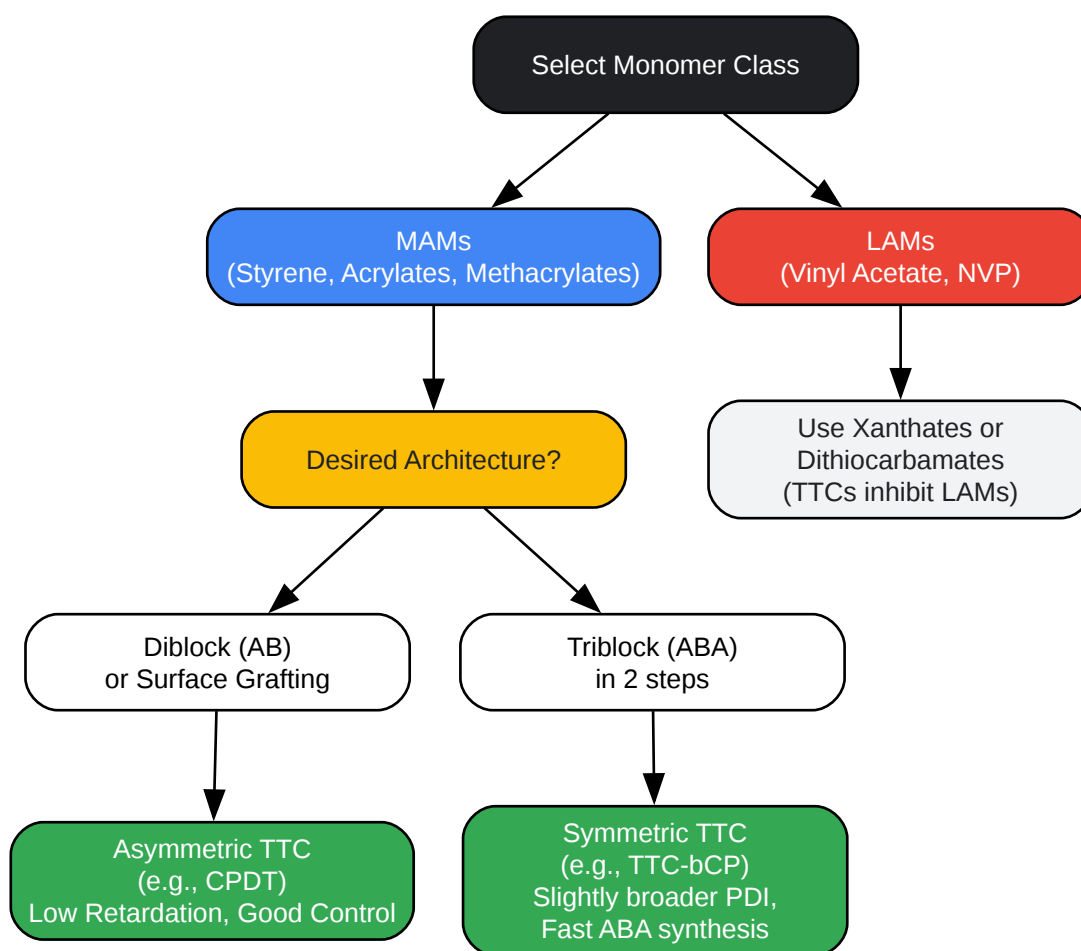 Select Monomer Class
MAMs
(Styrene, Acrylates, Methacrylates)
LAMs
(Vinyl Acetate, NVP)
Desired Architecture?
Use Xanthates or
Dithiocarbamates
(TTCs inhibit LAMs)
Diblock (AB)
or Surface Grafting
Triblock (ABA)
in 2 steps
Asymmetric TTC
(e.g., CPDT)
Low Retardation, Good Control
Symmetric TTC
(e.g., TTC-bCP)
Slightly broader PDI,
Fast ABA synthesis